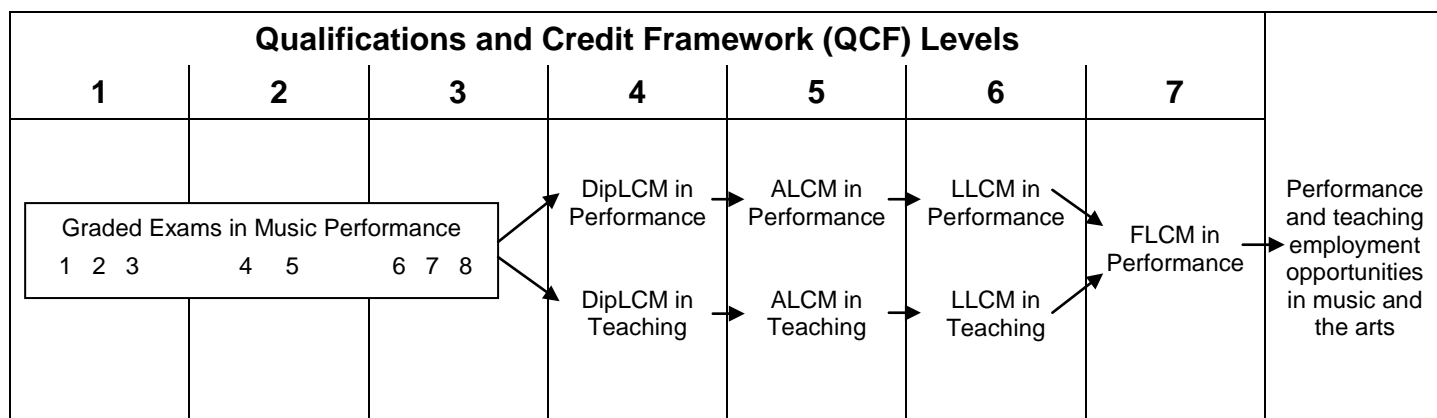 Qualifications and Credit Framework (QCF) Levels
1 2 3 4 5 6 7
Graded Exams in Music Performance
1 2 3 4 5 6 7 8
DipLCM in
Performance
ALCM in
Performance
LLCM in
Performance
DipLCM in
Teaching
ALCM in
Teaching
LLCM in
Teaching
FLCM in
Performance
Performance
and teaching
employment
opportunities
in music and
the arts